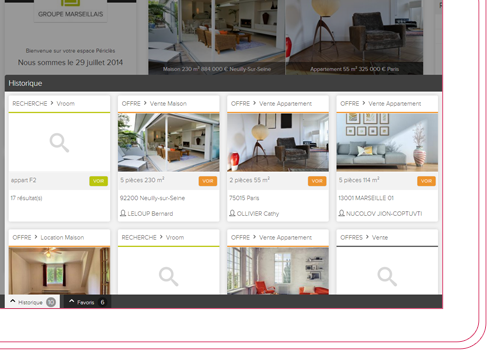 GROUPE MARSEILLAIS
Bienvenue sur votre espace Périclès
Nous sommes le 29 juillet 2014
Maison 230 m² 884 000 € Neuilly-Sur-Seine
Appartement 55 m² 325 000 € Paris
Historique
RECHERCHE > Vroom
OFFRE > Vente Maison
OFFRE > Vente Appartement
OFFRE > Vente Appartement
appart F2 VOIR
5 pièces 230 m² VOIR
2 pièces 55 m² VOIR
5 pièces 114 m² VOIR
17 résultat(s)
92200 Neuilly-sur-Seine
75015 Paris
13001 MARSEILLE 01
LELOUP Bernard
OLLIVIER Cathy
NUCOLOV JION-COPTUVTI
OFFRE > Location Maison
RECHERCHE > Vroom
OFFRE > Vente Appartement
OFFRES > Vente
Historique 10
Favoris 6